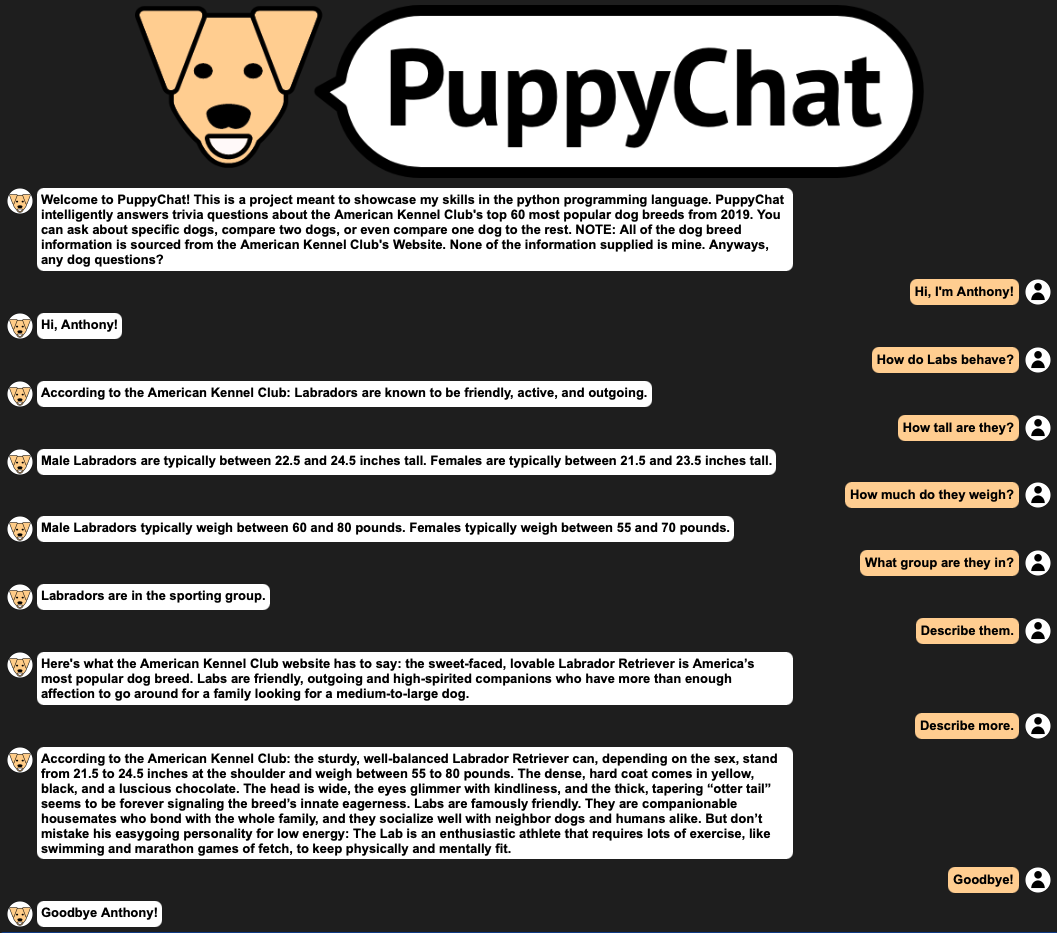 PuppyChat
Welcome to PuppyChat! This is a project meant to showcase my skills in the python programming language. PuppyChat
intelligently answers trivia questions about the American Kennel Club's top 60 most popular dog breeds from 2019. You
can ask about specific dogs, compare two dogs, or even compare one dog to the rest. NOTE: All of the dog breed
information is sourced from the American Kennel Club's Website. None of the information supplied is mine. Anyways,
any dog questions?
Hi, I'm Anthony!
Hi, Anthony!
How do Labs behave?
According to the American Kennel Club: Labradors are known to be friendly, active, and outgoing.
How tall are they?
Male Labradors are typically between 22.5 and 24.5 inches tall. Females are typically between 21.5 and 23.5 inches tall.
How much do they weigh?
Male Labradors typically weigh between 60 and 80 pounds. Females typically weigh between 55 and 70 pounds.
What group are they in?
Labradors are in the sporting group.
Describe them.
Here's what the American Kennel Club website has to say: the sweet-faced, lovable Labrador Retriever is America’s
most popular dog breed. Labs are friendly, outgoing and high-spirited companions who have more than enough
affection to go around for a family looking for a medium-to-large dog.
Describe more.
According to the American Kennel Club: the sturdy, well-balanced Labrador Retriever can, depending on the sex, stand
from 21.5 to 24.5 inches at the shoulder and weigh between 55 to 80 pounds. The dense, hard coat comes in yellow,
black, and a luscious chocolate. The head is wide, the eyes glimmer with kindliness, and the thick, tapering “otter tail”
seems to be forever signaling the breed’s innate eagerness. Labs are famously friendly. They are companionable
housemates who bond with the whole family, and they socialize well with neighbor dogs and humans alike. But don’t
mistake his easygoing personality for low energy: The Lab is an enthusiastic athlete that requires lots of exercise, like
swimming and marathon games of fetch, to keep physically and mentally fit.
Goodbye!
Goodbye Anthony!